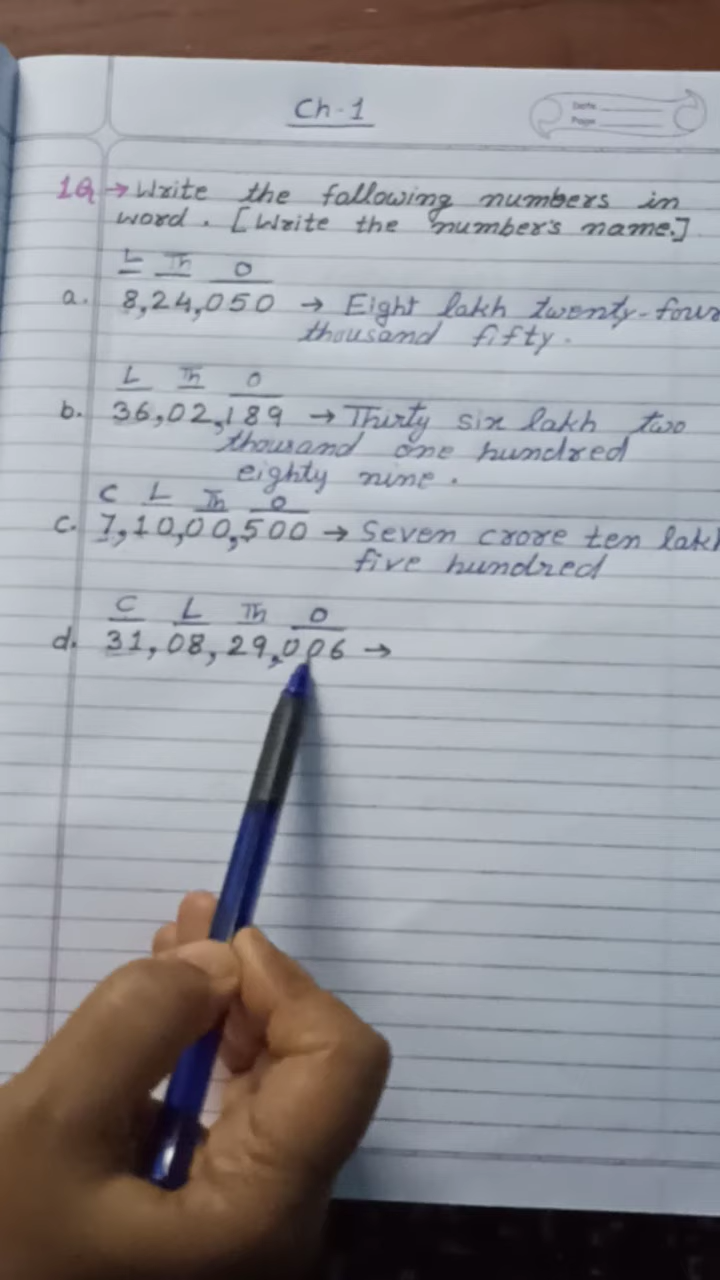 Ch-1
Date
Page
1Q → Write the following numbers in
word. [Write the number's name.]
L Th O
a. 8,24,050 → Eight lakh twenty-four
thousand fifty.
L Th O
b. 36,02,189 → Thirty six lakh two
thousand one hundred
eighty nine.
C L Th O
c. 7,10,00,500 → Seven crore ten lakh
five hundred
C L Th O
d. 31,08,29,006 →